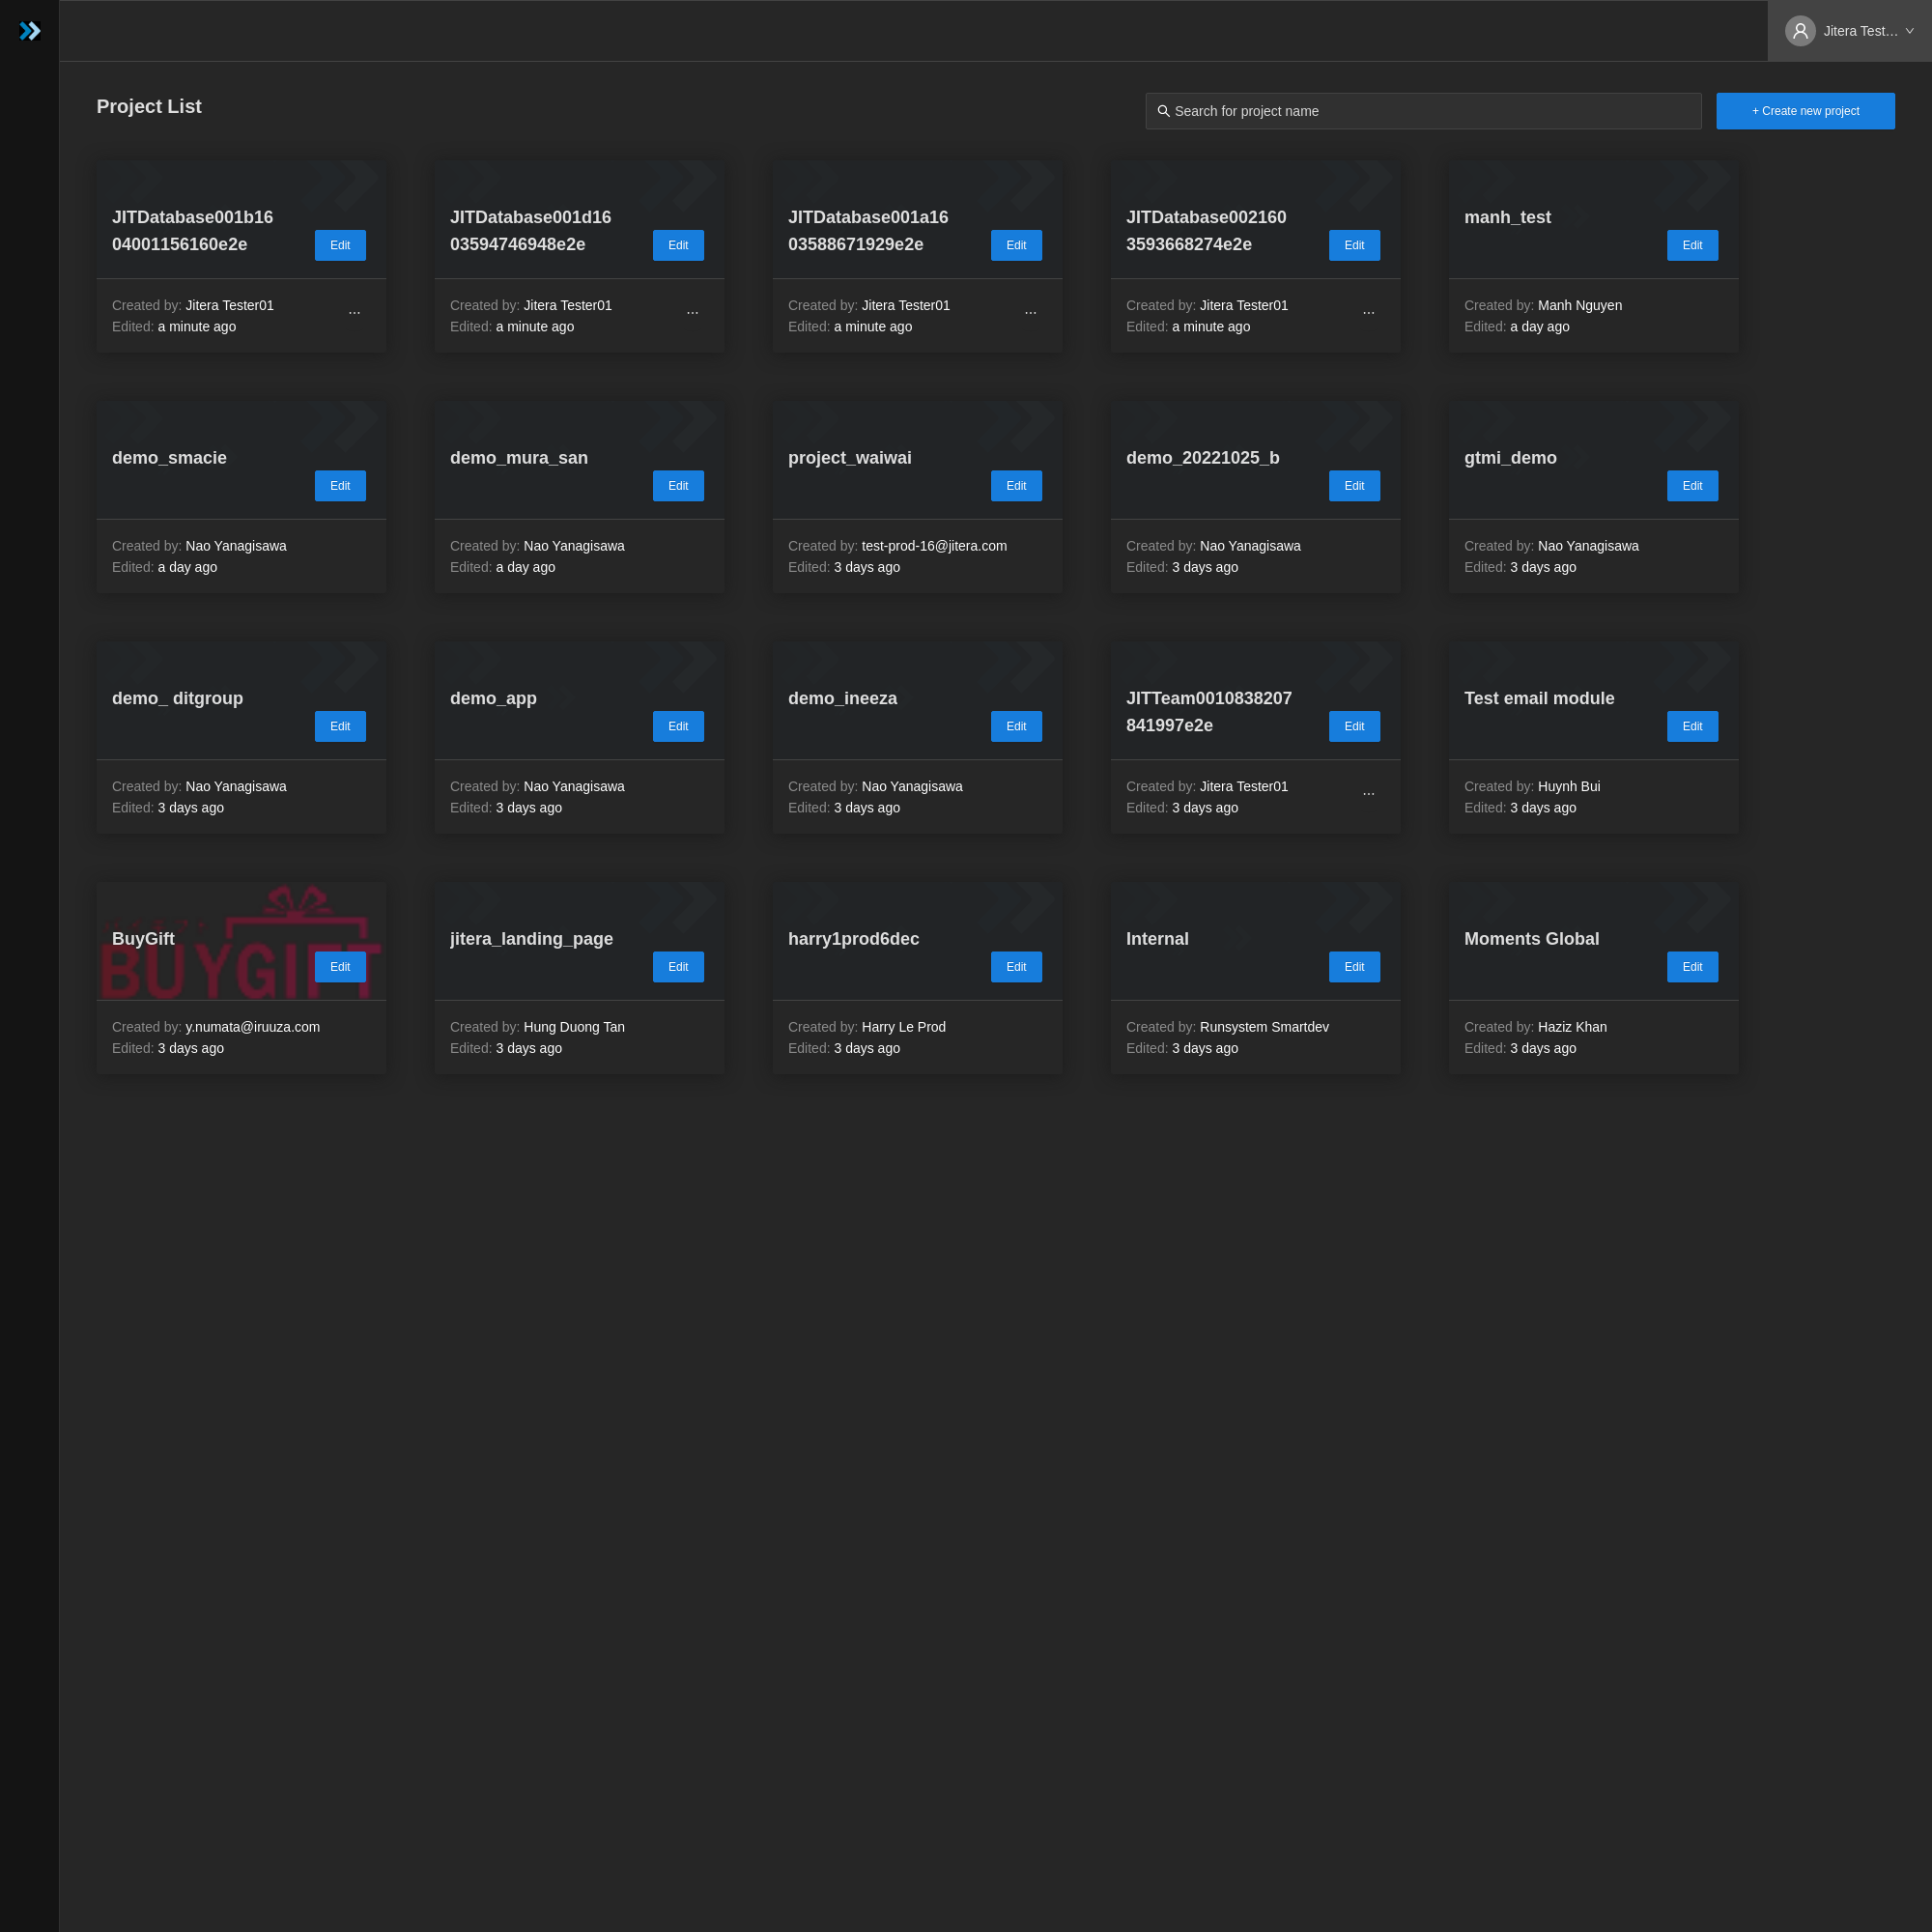 Jitera Test…
Project List
Search for project name
+ Create new project
JITDatabase001b16
04001156160e2e
Edit
Created by: Jitera Tester01
...
Edited: a minute ago
JITDatabase001d16
03594746948e2e
Edit
Created by: Jitera Tester01
...
Edited: a minute ago
JITDatabase001a16
03588671929e2e
Edit
Created by: Jitera Tester01
...
Edited: a minute ago
JITDatabase002160
3593668274e2e
Edit
Created by: Jitera Tester01
...
Edited: a minute ago
manh_test
Edit
Created by: Manh Nguyen
Edited: a day ago
demo_smacie
Edit
Created by: Nao Yanagisawa
Edited: a day ago
demo_mura_san
Edit
Created by: Nao Yanagisawa
Edited: a day ago
project_waiwai
Edit
Created by: test-prod-16@jitera.com
Edited: 3 days ago
demo_20221025_b
Edit
Created by: Nao Yanagisawa
Edited: 3 days ago
gtmi_demo
Edit
Created by: Nao Yanagisawa
Edited: 3 days ago
demo_ ditgroup
Edit
Created by: Nao Yanagisawa
Edited: 3 days ago
demo_app
Edit
Created by: Nao Yanagisawa
Edited: 3 days ago
demo_ineeza
Edit
Created by: Nao Yanagisawa
Edited: 3 days ago
JITTeam0010838207
841997e2e
Edit
Created by: Jitera Tester01
...
Edited: 3 days ago
Test email module
Edit
Created by: Huynh Bui
Edited: 3 days ago
BuyGift
BUYGIFT
Edit
Created by: y.numata@iruuza.com
Edited: 3 days ago
jitera_landing_page
Edit
Created by: Hung Duong Tan
Edited: 3 days ago
harry1prod6dec
Edit
Created by: Harry Le Prod
Edited: 3 days ago
Internal
Edit
Created by: Runsystem Smartdev
Edited: 3 days ago
Moments Global
Edit
Created by: Haziz Khan
Edited: 3 days ago